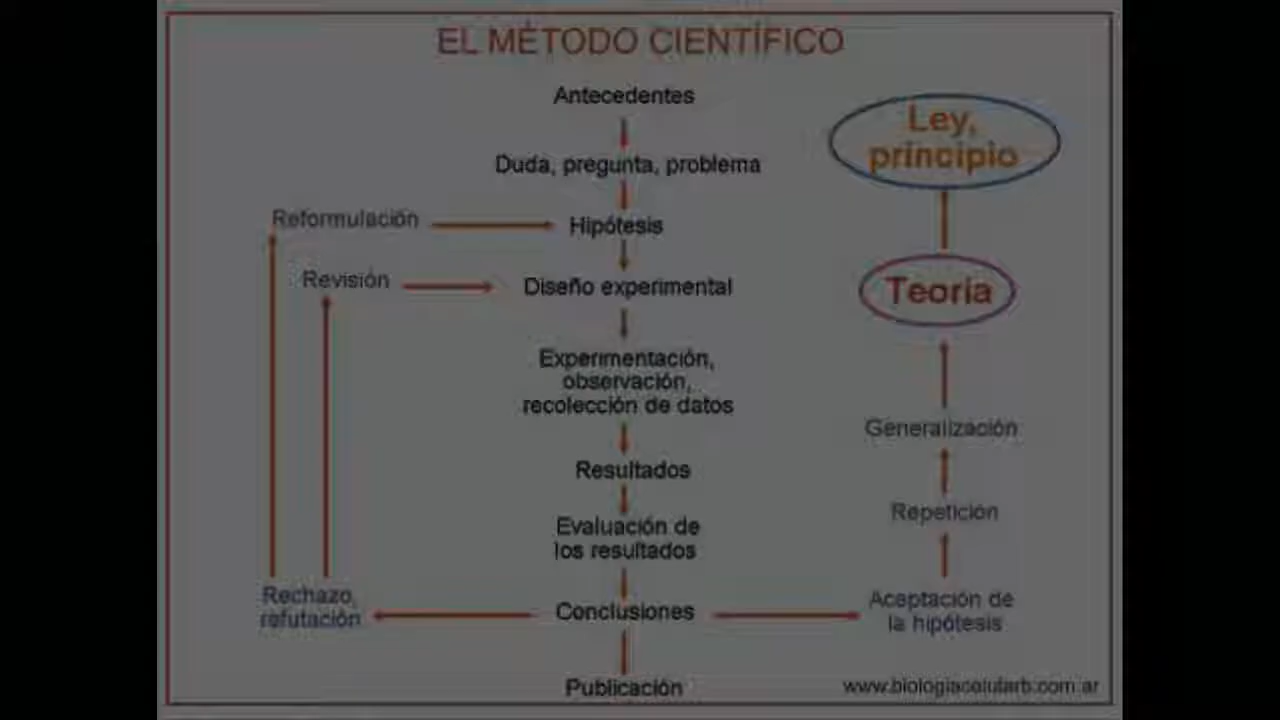 EL MÉTODO CIENTÍFICO
Antecedentes
Duda, pregunta, problema
Hipótesis
Diseño experimental
Experimentación,
observación,
recolección de datos
Resultados
Evaluación de
los resultados
Conclusiones
Publicación
Reformulación
Revisión
Rechazo,
refutación
Ley,
principio
Teoría
Generalización
Repetición
Aceptación de
la hipótesis
www.biologiacelularb.com.ar